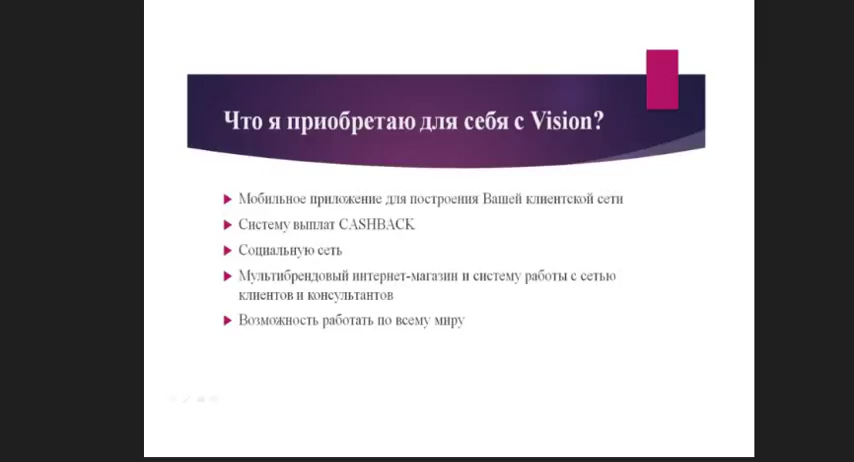 Что я приобретаю для себя с Vision?
Мобильное приложение для построения Вашей клиентской сети
Систему выплат CASHBACK
Социальную сеть
Мультибрендовый интернет-магазин и систему работы с сетью
клиентов и консультантов
Возможность работать по всему миру